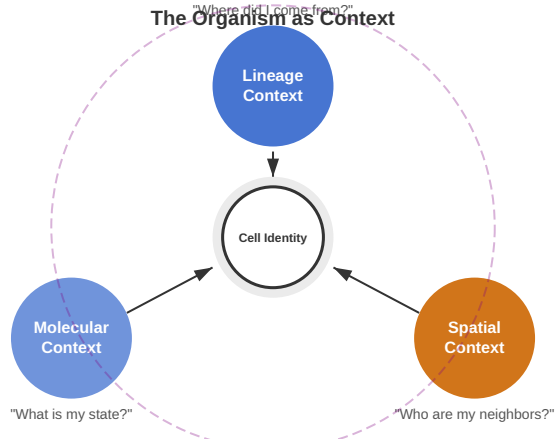 "Where did I come from?"
The Organism as Context
Lineage
Context
Cell Identity
Molecular
Context
Spatial
Context
"What is my state?"
"Who are my neighbors?"